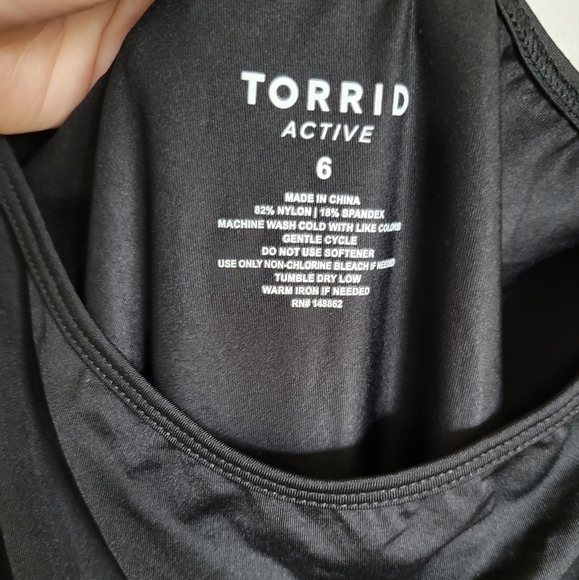 TORRID
ACTIVE
6
MADE IN CHINA
82% NYLON | 18% SPANDEX
MACHINE WASH COLD WITH LIKE COLORS
GENTLE CYCLE
DO NOT USE SOFTENER
USE ONLY NON-CHLORINE BLEACH IF NEEDED
TUMBLE DRY LOW
WARM IRON IF NEEDED
RN# 148862